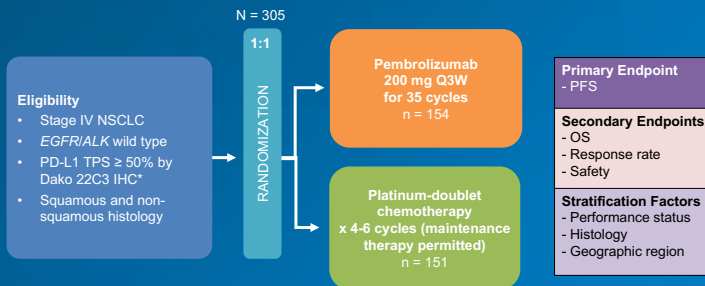 N = 305
Eligibility
• Stage IV NSCLC
• EGFR/ALK wild type
• PD-L1 TPS ≥ 50% by
Dako 22C3 IHC*
• Squamous and non-
squamous histology
1:1
RANDOMIZATION
Pembrolizumab
200 mg Q3W
for 35 cycles
n = 154
Platinum-doublet
chemotherapy
x 4-6 cycles (maintenance
therapy permitted)
n = 151
Primary Endpoint
- PFS
Secondary Endpoints
- OS
- Response rate
- Safety
Stratification Factors
- Performance status
- Histology
- Geographic region